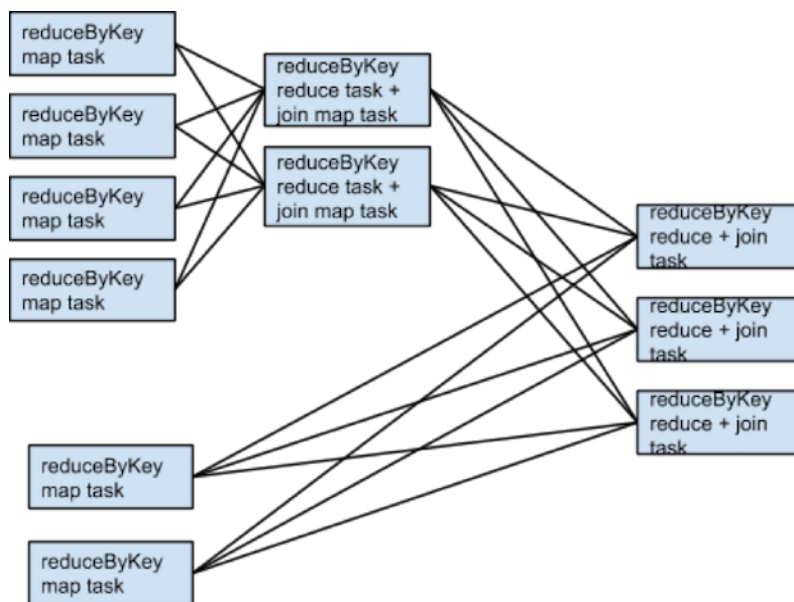 reduceByKey
map task
reduceByKey
map task
reduceByKey
map task
reduceByKey
map task
reduceByKey
reduce task +
join map task
reduceByKey
reduce task +
join map task
reduceByKey
reduce + join
task
reduceByKey
reduce + join
task
reduceByKey
reduce + join
task
reduceByKey
map task
reduceByKey
map task